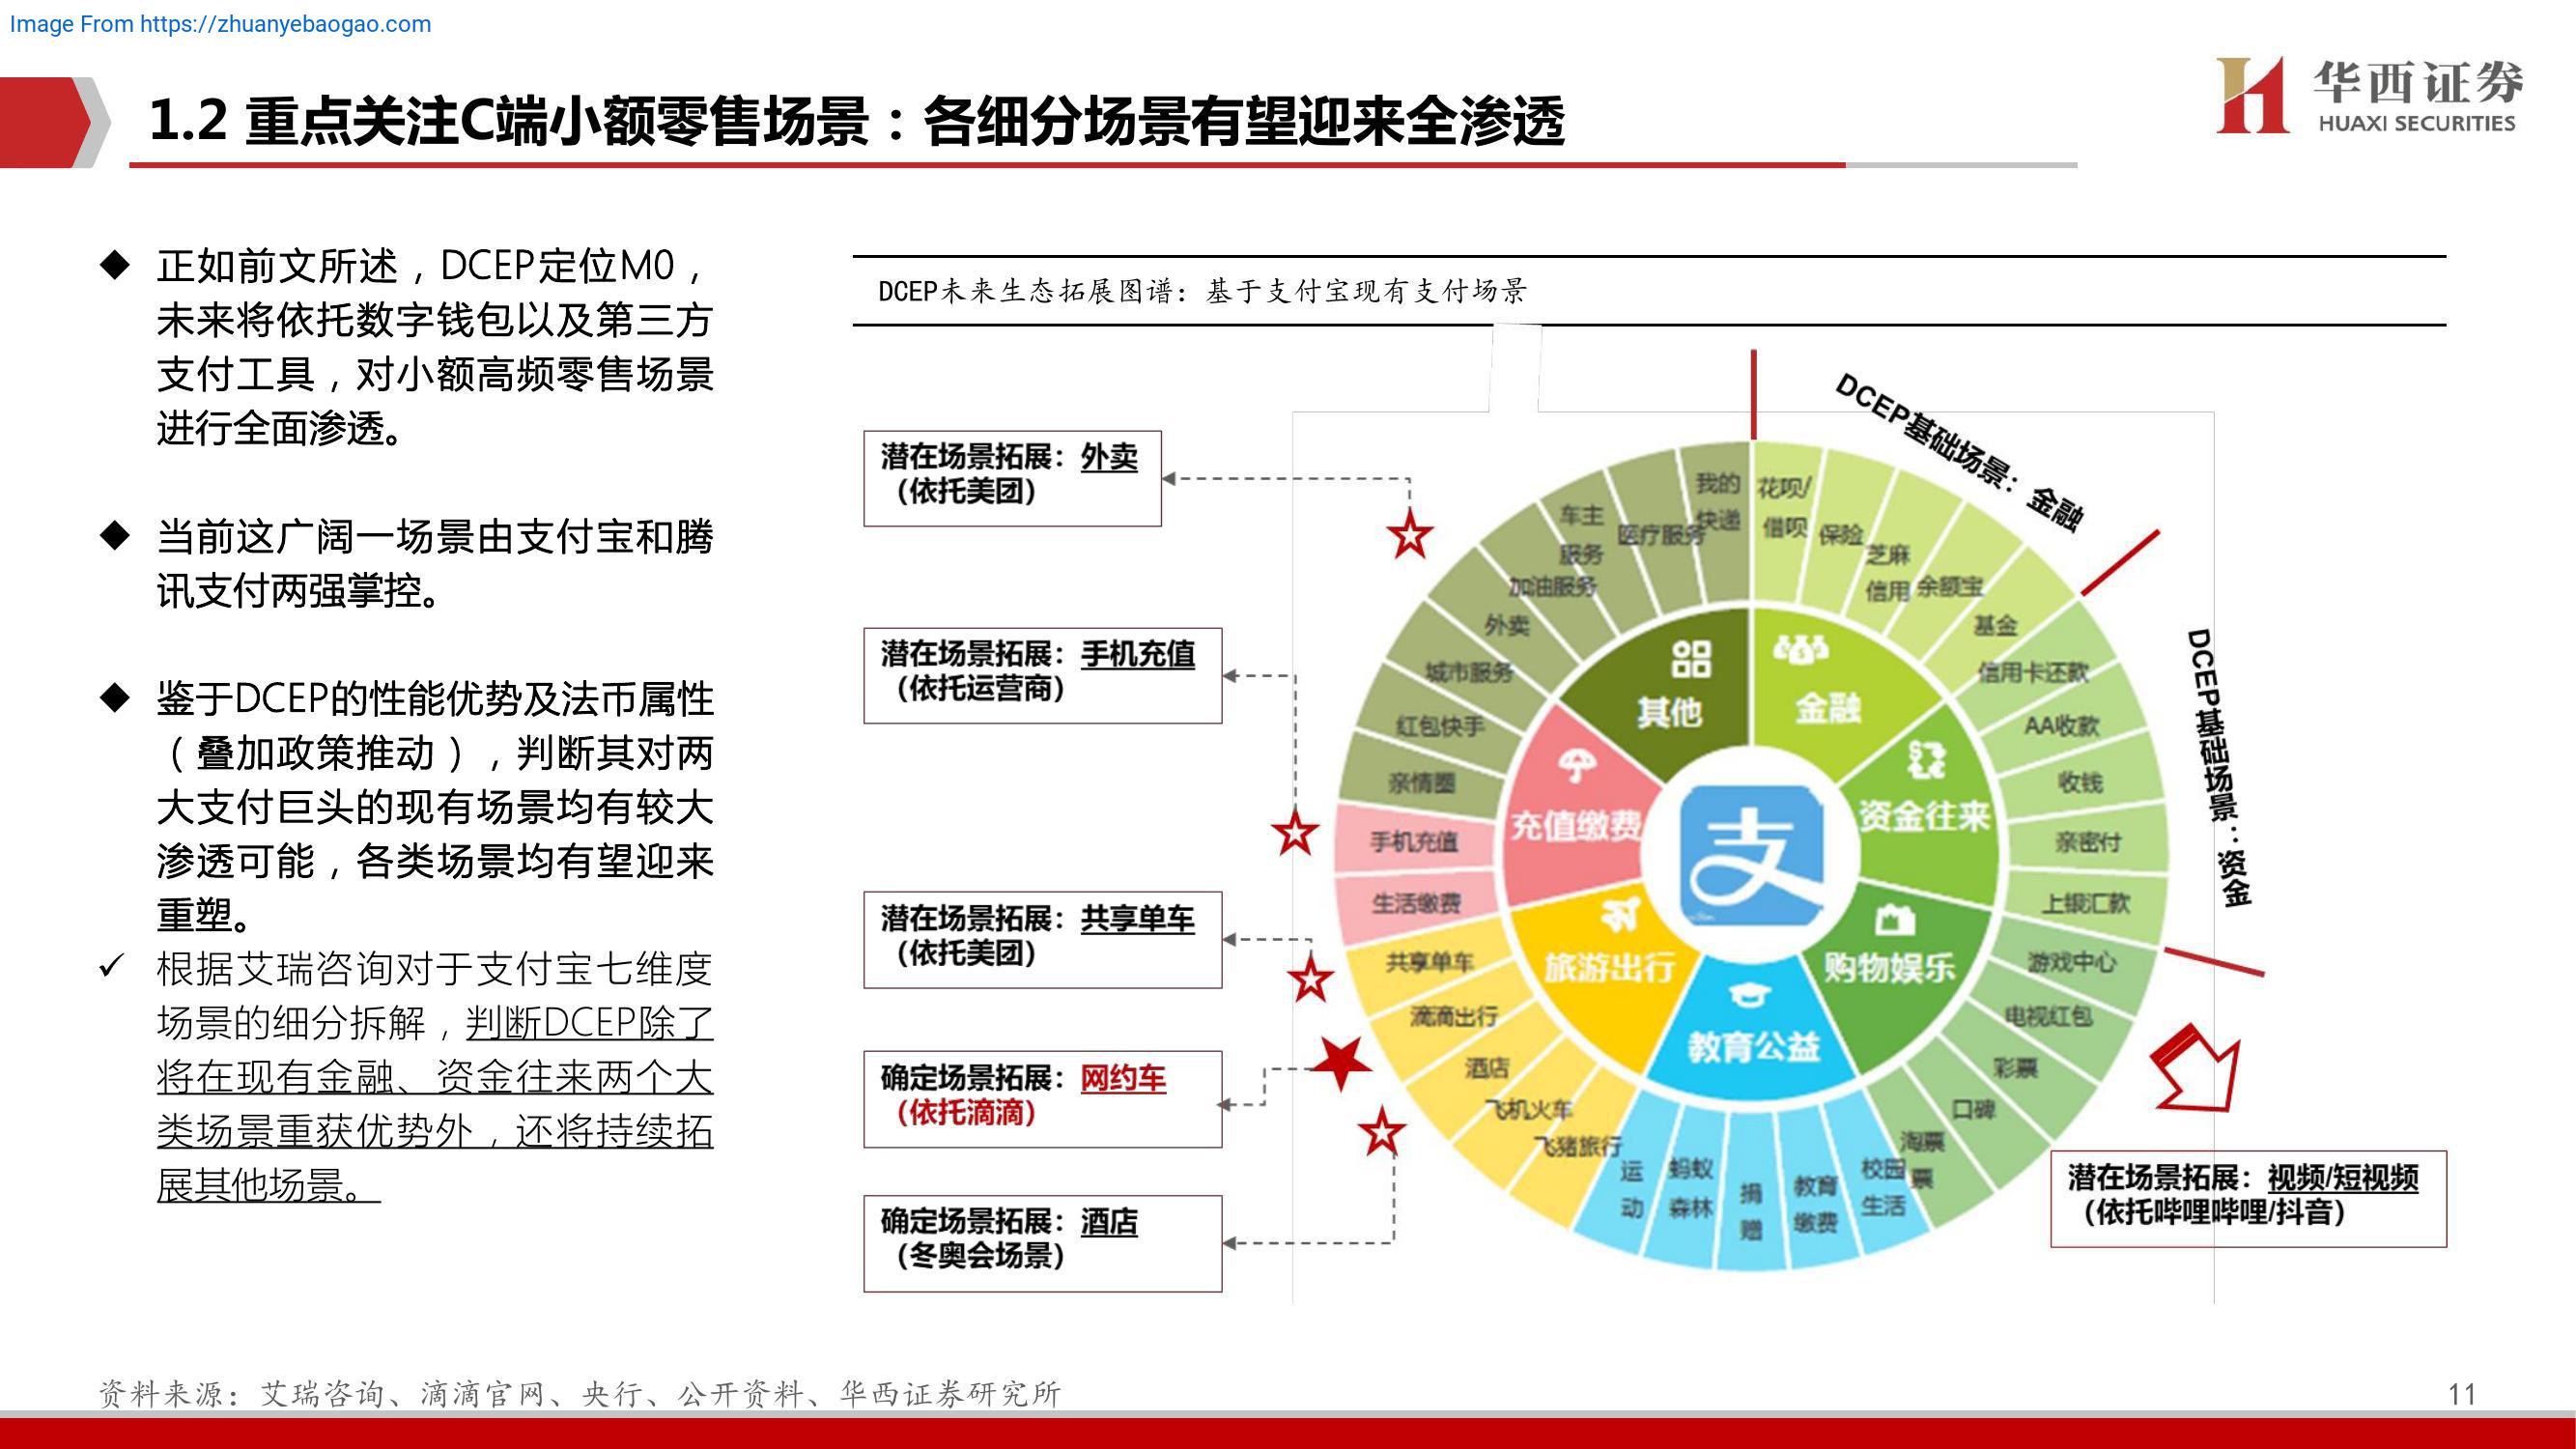 Image From https://zhuanyebaogao.com
1.2 重点关注C端小额零售场景：各细分场景有望迎来全渗透
华西证券
HUAXI SECURITIES
◆ 正如前文所述，DCEP定位M0，
未来将依托数字钱包以及第三方
支付工具，对小额高频零售场景
进行全面渗透。
◆ 当前这广阔一场景由支付宝和腾
讯支付两强掌控。
◆ 鉴于DCEP的性能优势及法币属性
（叠加政策推动），判断其对两
大支付巨头的现有场景均有较大
渗透可能，各类场景均有望迎来
重塑。
✓ 根据艾瑞咨询对于支付宝七维度
场景的细分拆解，判断DCEP除了
将在现有金融、资金往来两个大
类场景重获优势外，还将持续拓
展其他场景。
DCEP未来生态拓展图谱：基于支付宝现有支付场景
潜在场景拓展：外卖
（依托美团）
潜在场景拓展：手机充值
（依托运营商）
潜在场景拓展：共享单车
（依托美团）
确定场景拓展：网约车
（依托滴滴）
确定场景拓展：酒店
（冬奥会场景）
DCEP基础场景：金融
DCEP基础场景：资金
潜在场景拓展：视频/短视频
（依托哔哩哔哩/抖音）
金融
花呗/
借呗
保险
芝麻
信用
余额宝
基金
资金往来
信用卡还款
AA收款
收钱
亲密付
上银汇款
购物娱乐
游戏中心
电视红包
彩票
口碑
淘票
票
教育公益
校园
生活
教育
缴费
捐
赠
蚂蚁
森林
运
动
旅游出行
飞猪旅行
飞机火车
酒店
滴滴出行
共享单车
充值缴费
生活缴费
手机充值
其他
亲情圈
红包快手
城市服务
外卖
加油服务
车主
服务
医疗服务
我的
快递
支
资料来源：艾瑞咨询、滴滴官网、央行、公开资料、华西证券研究所
11